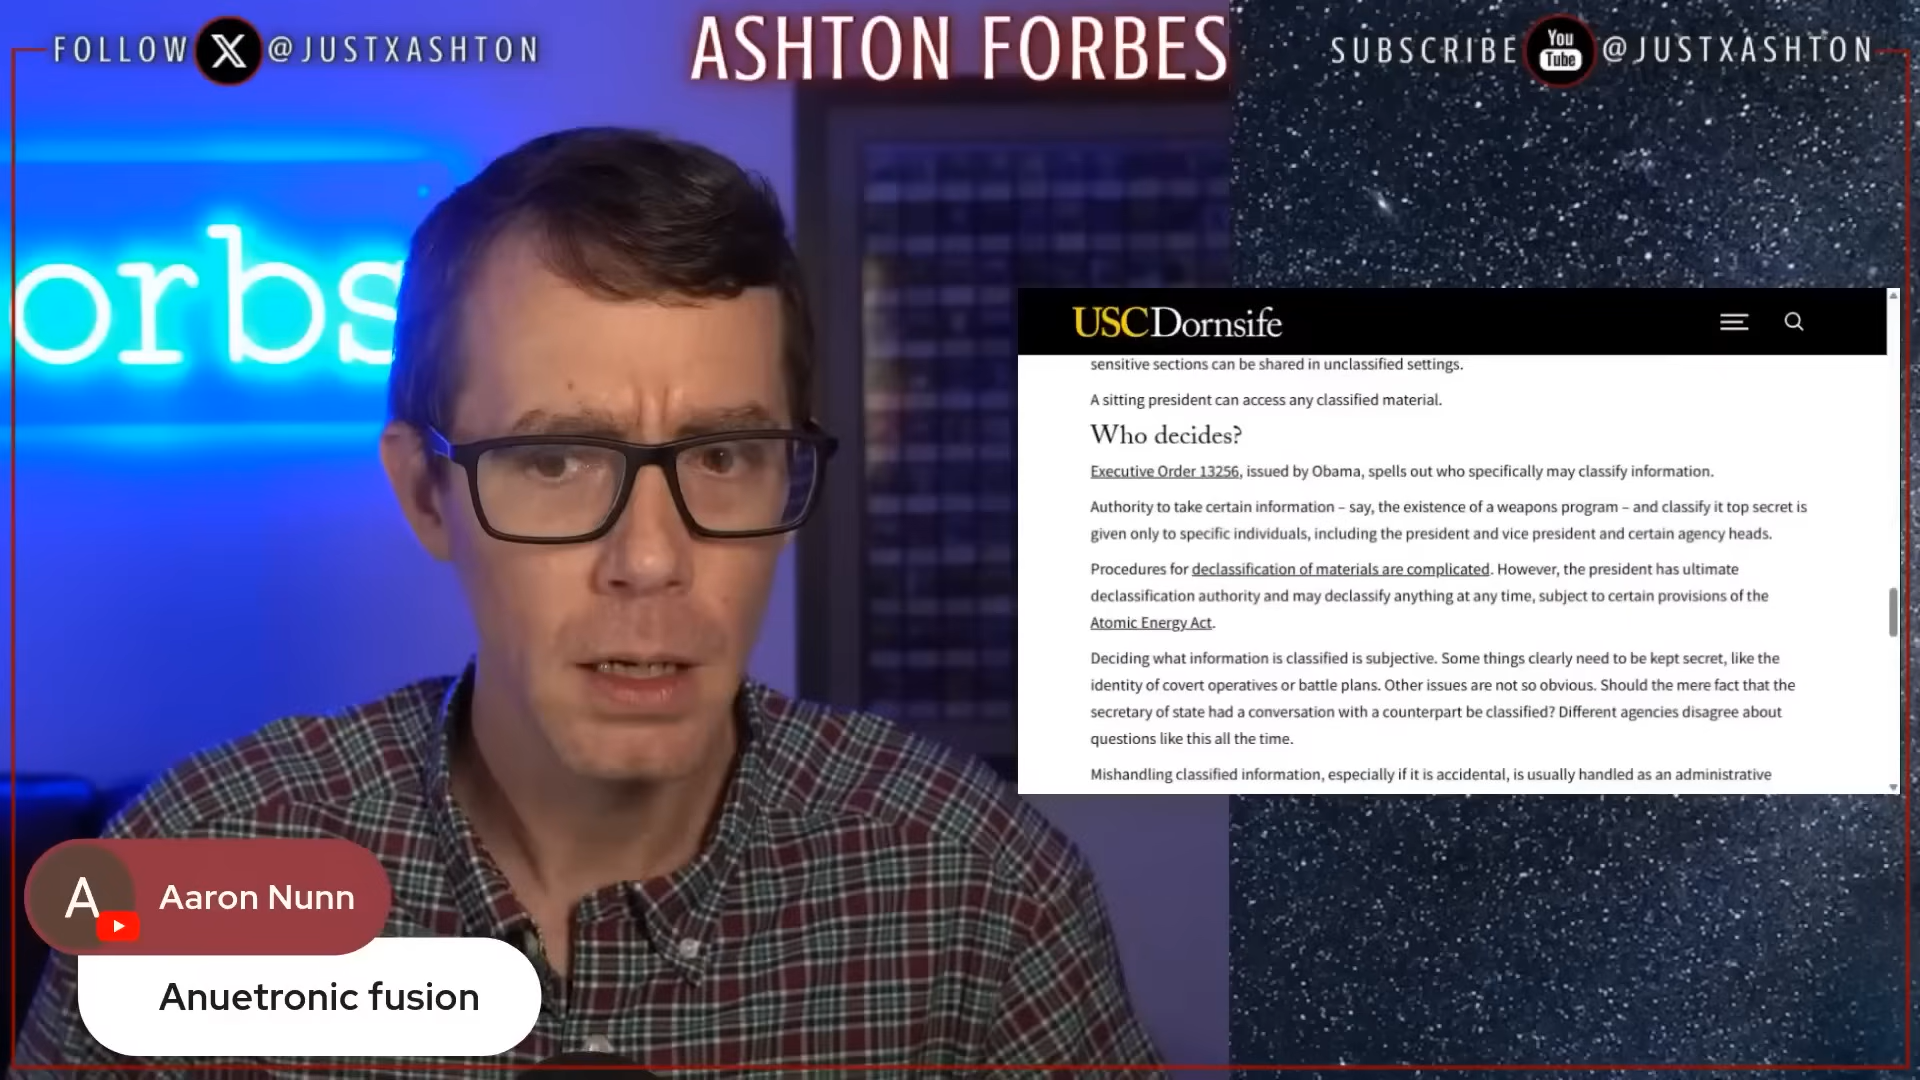 FOLLOW X @JUSTXASHTON
ASHTON FORBES
SUBSCRIBE You Tube @JUSTXASHTON
orbs
USCDornsife
sensitive sections can be shared in unclassified settings.
A sitting president can access any classified material.
Who decides?
Executive Order 13256, issued by Obama, spells out who specifically may classify information.
Authority to take certain information – say, the existence of a weapons program – and classify it top secret is
given only to specific individuals, including the president and vice president and certain agency heads.
Procedures for declassification of materials are complicated. However, the president has ultimate
declassification authority and may declassify anything at any time, subject to certain provisions of the
Atomic Energy Act.
Deciding what information is classified is subjective. Some things clearly need to be kept secret, like the
identity of covert operatives or battle plans. Other issues are not so obvious. Should the mere fact that the
secretary of state had a conversation with a counterpart be classified? Different agencies disagree about
questions like this all the time.
Mishandling classified information, especially if it is accidental, is usually handled as an administrative
A
Aaron Nunn
Anuetronic fusion